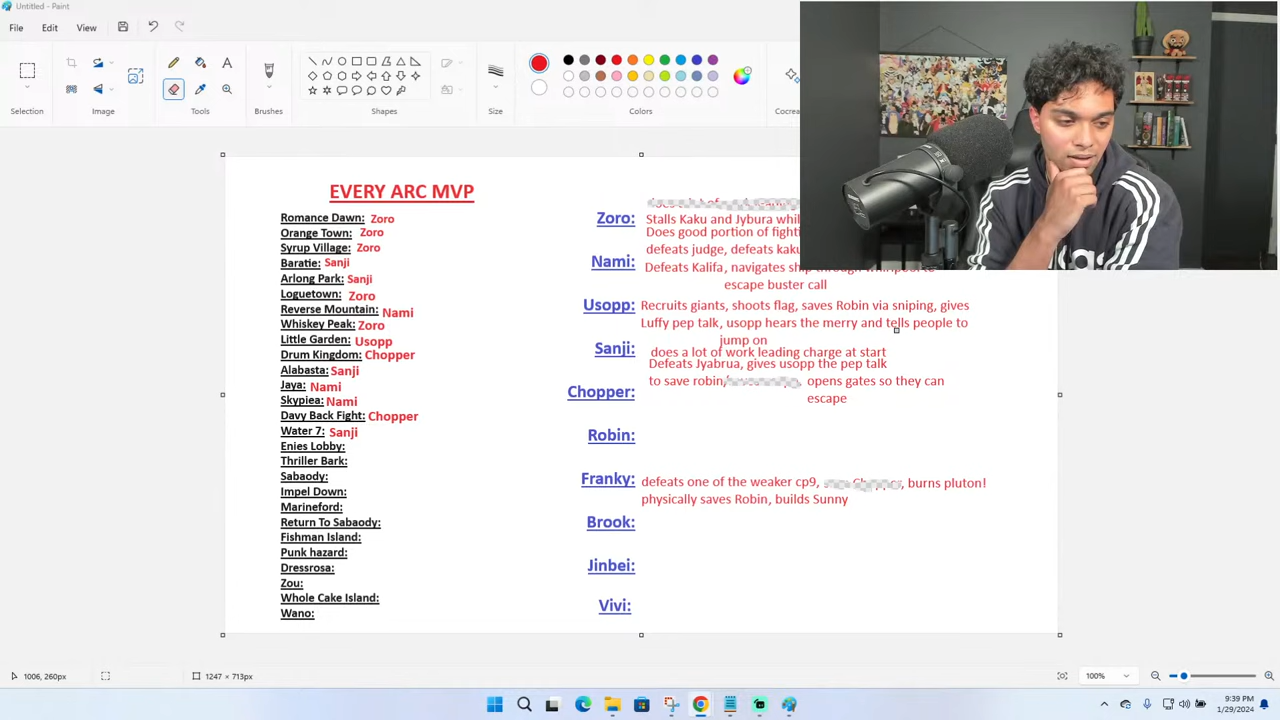 Untitled - Paint
File
Edit
View
Selection
Image
Tools
Brushes
Shapes
Size
Colors
EVERY ARC MVP
Romance Dawn: Zoro
Orange Town: Zoro
Syrup Village: Zoro
Baratie: Sanji
Arlong Park: Sanji
Loguetown: Zoro
Reverse Mountain: Nami
Whiskey Peak: Zoro
Little Garden: Usopp
Drum Kingdom: Chopper
Alabasta: Sanji
Jaya: Nami
Skypiea: Nami
Davy Back Fight: Chopper
Water 7: Sanji
Enies Lobby:
Thriller Bark:
Sabaody:
Impel Down:
Marineford:
Return To Sabaody:
Fishman Island:
Punk hazard:
Dressrosa:
Zou:
Whole Cake Island:
Wano:
Zoro: Stalls Kaku and Jybura
Does good portion of
defeats judge, defeats
Nami: Defeats Kalifa, navigates ship through whirlpool to
escape buster call
Usopp: Recruits giants, shoots flag, saves Robin via sniping, gives
Luffy pep talk, usopp hears the merry and tells people to
jump on
Sanji: does a lot of work leading charge at start
Defeats Jyabrua, gives usopp the pep talk
to save robin, opens gates so they can
escape
Chopper:
Robin:
Franky: defeats one of the weaker cp9, , burns pluton!
physically saves Robin, builds Sunny
Brook:
Jinbei:
Vivi:
1006, 260px
1247 × 713px
100%
9:39 PM
1/29/2024